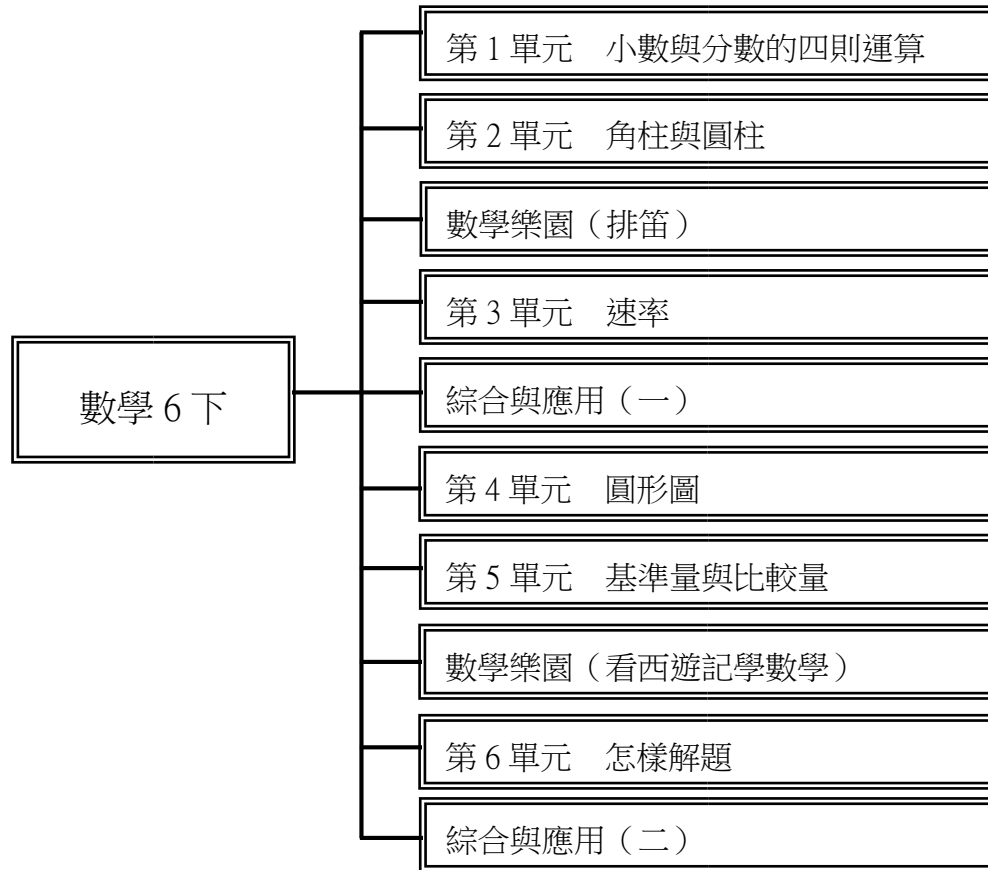 第 1 單元　小數與分數的四則運算
第 2 單元　角柱與圓柱
數學樂園（排笛）
第 3 單元　速率
數學 6 下
綜合與應用（一）
第 4 單元　圓形圖
第 5 單元　基準量與比較量
數學樂園（看西遊記學數學）
第 6 單元　怎樣解題
綜合與應用（二）